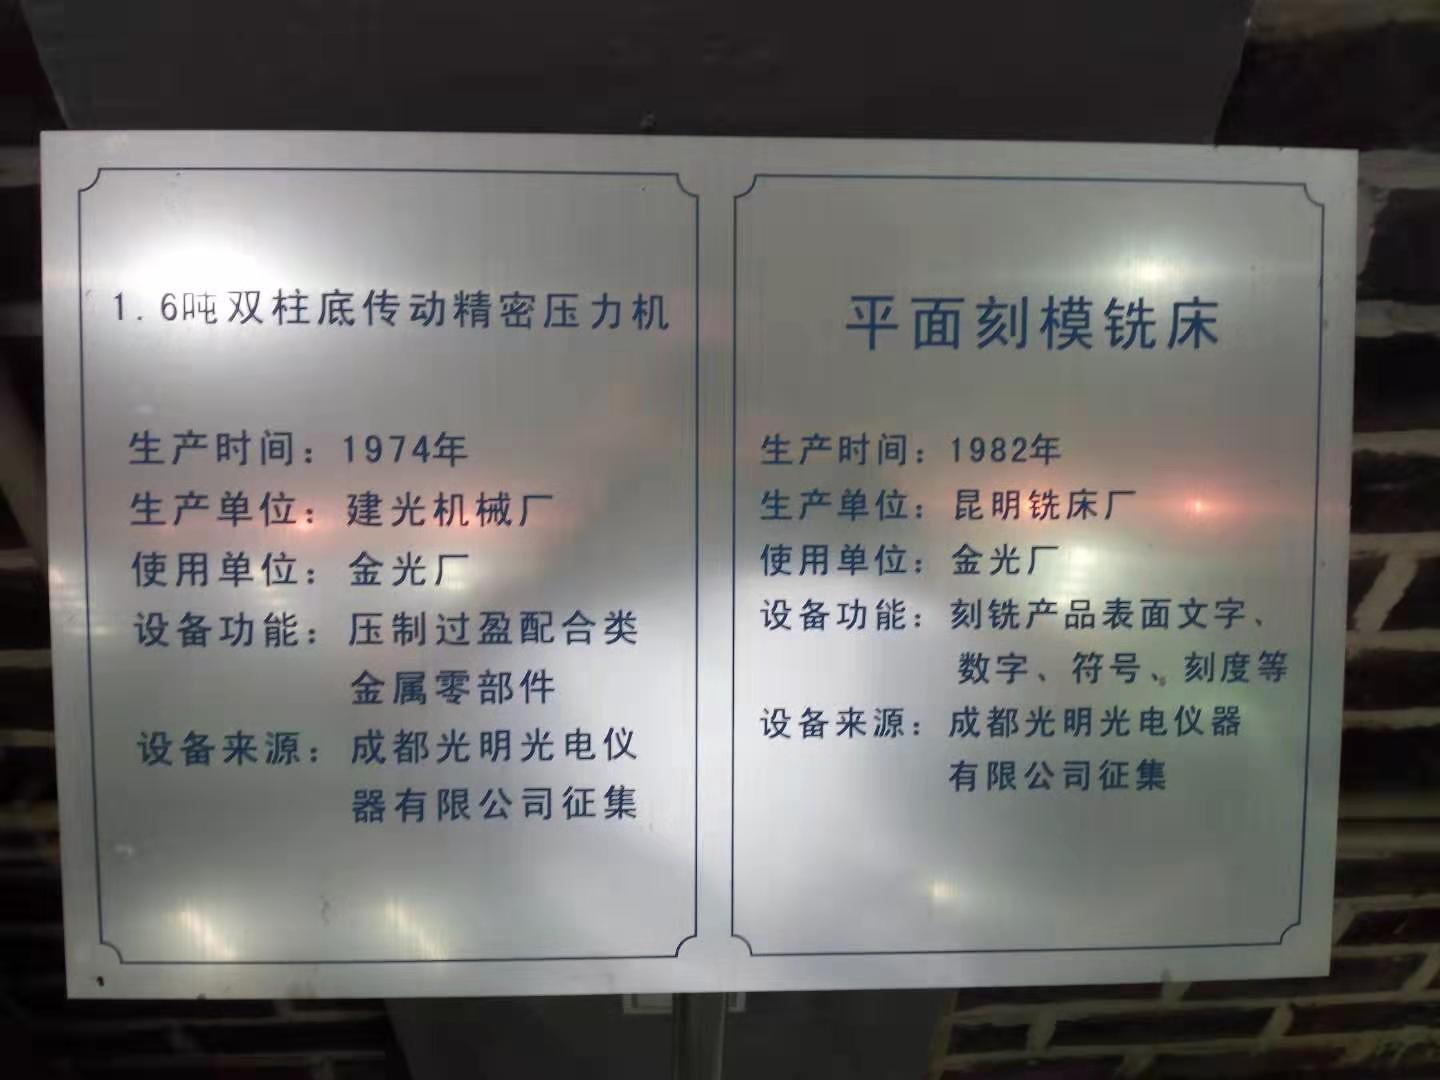 1.6吨双柱底传动精密压力机
生产时间：1974年
生产单位：建光机械厂
使用单位：金光厂
设备功能：压制过盈配合类
金属零部件
设备来源：成都光明光电仪
器有限公司征集
平面刻模铣床
生产时间：1982年
生产单位：昆明铣床厂
使用单位：金光厂
设备功能：刻铣产品表面文字、
数字、符号、刻度等
设备来源：成都光明光电仪器
有限公司征集